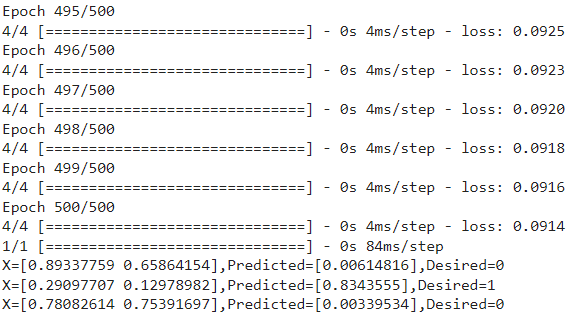 Epoch 495/500
4/4 [==============================] - 0s 4ms/step - loss: 0.0925
Epoch 496/500
4/4 [==============================] - 0s 4ms/step - loss: 0.0923
Epoch 497/500
4/4 [==============================] - 0s 4ms/step - loss: 0.0920
Epoch 498/500
4/4 [==============================] - 0s 4ms/step - loss: 0.0918
Epoch 499/500
4/4 [==============================] - 0s 4ms/step - loss: 0.0916
Epoch 500/500
4/4 [==============================] - 0s 4ms/step - loss: 0.0914
1/1 [==============================] - 0s 84ms/step
X=[0.89337759 0.65864154],Predicted=[0.00614816],Desired=0
X=[0.29097707 0.12978982],Predicted=[0.8343555],Desired=1
X=[0.78082614 0.75391697],Predicted=[0.00339534],Desired=0